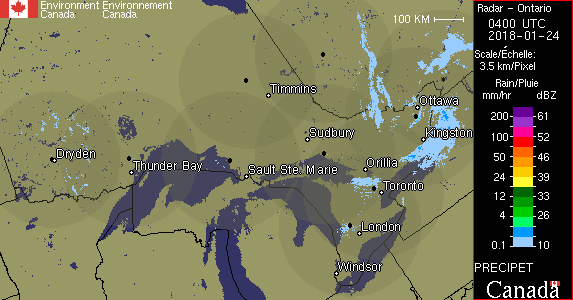 Environment Environnement
Canada Canada
100 KM
Timmins
Ottawa
Sudbury
Kingston
Dryden
Thunder Bay
Sault Ste. Marie
Orillia
Toronto
London
Windsor
Radar - Ontario
0400 UTC
2018-01-24
Scale/Échelle:
3.5 km/Pixel
Rain/Pluie
mm/hr dBZ
200 61
100 52
50 46
24 39
12 33
4 26
0.1 10
PRECIPET
Canada